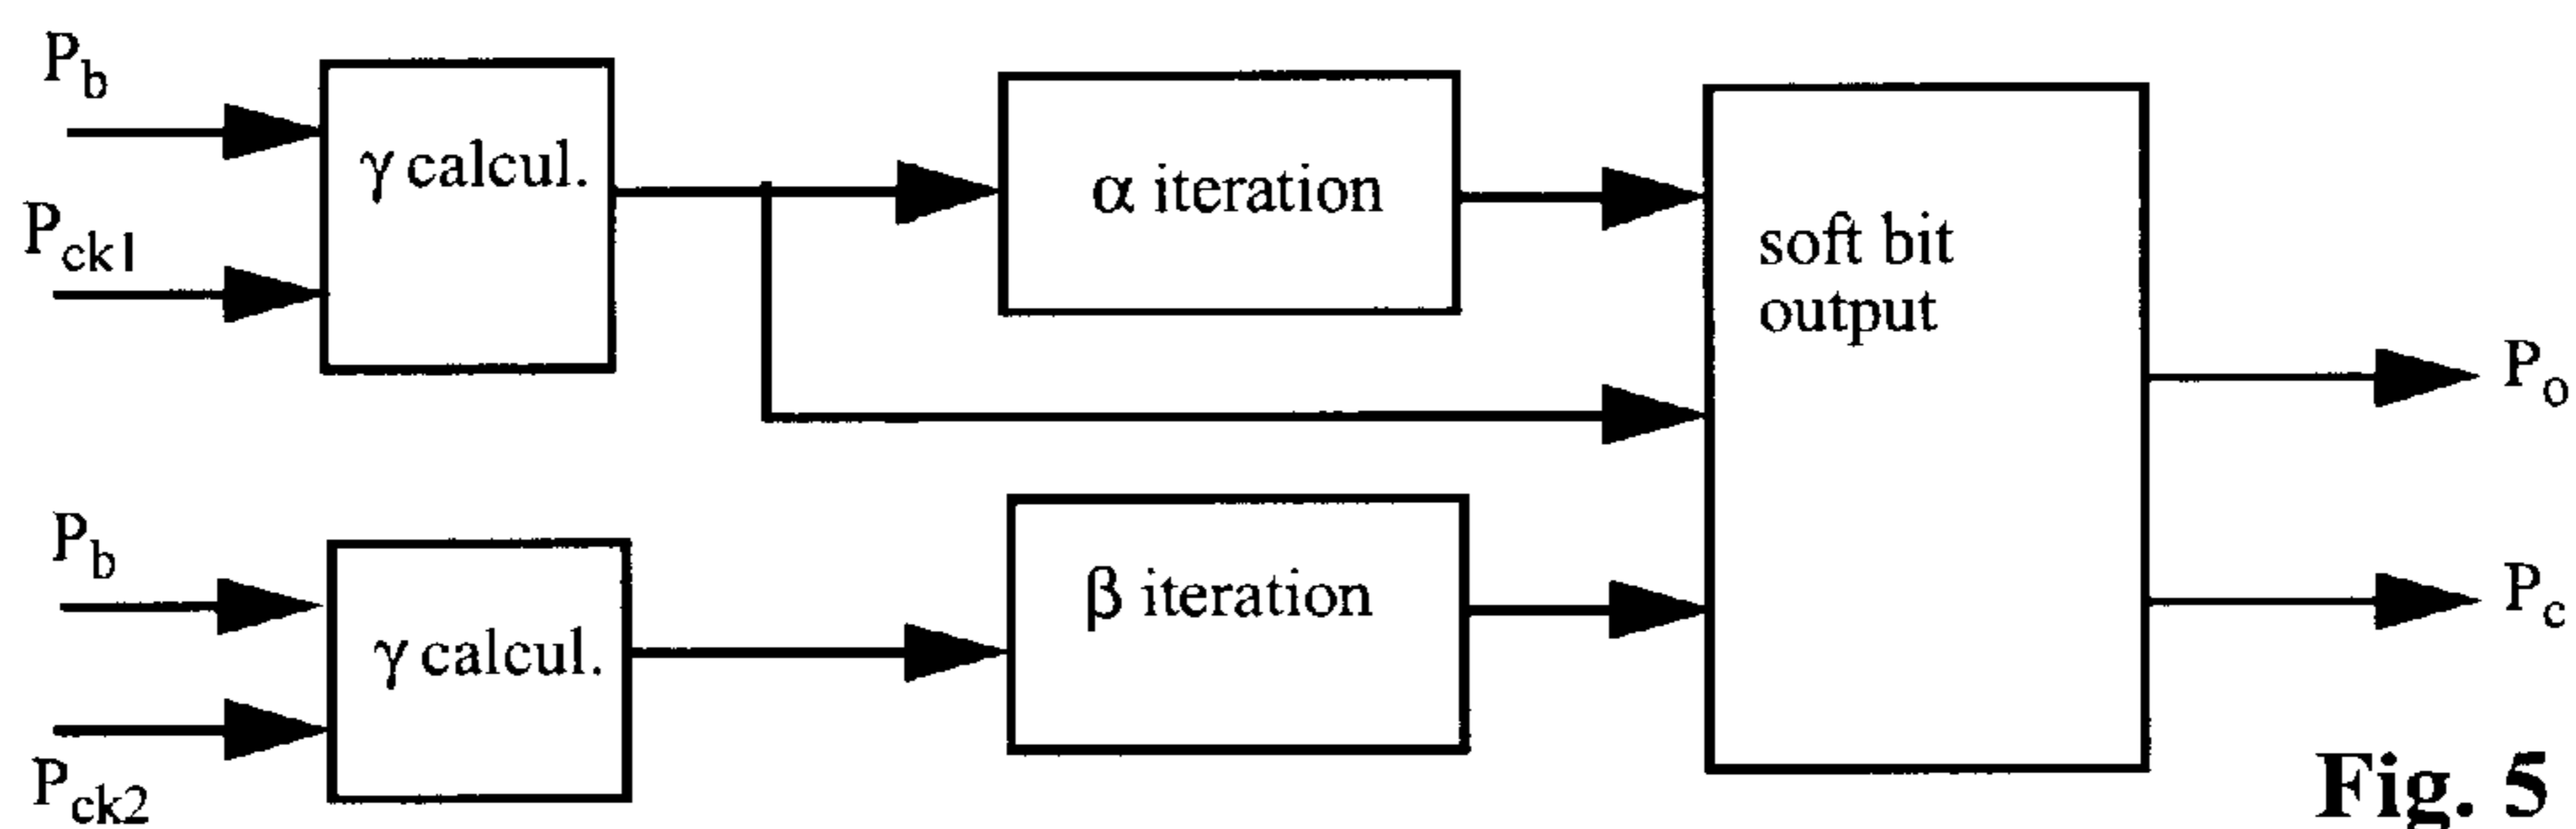 P_b
P_ck1
γ calcul.
α iteration
soft bit
output
P_o
P_b
P_ck2
γ calcul.
β iteration
P_c
Fig. 5